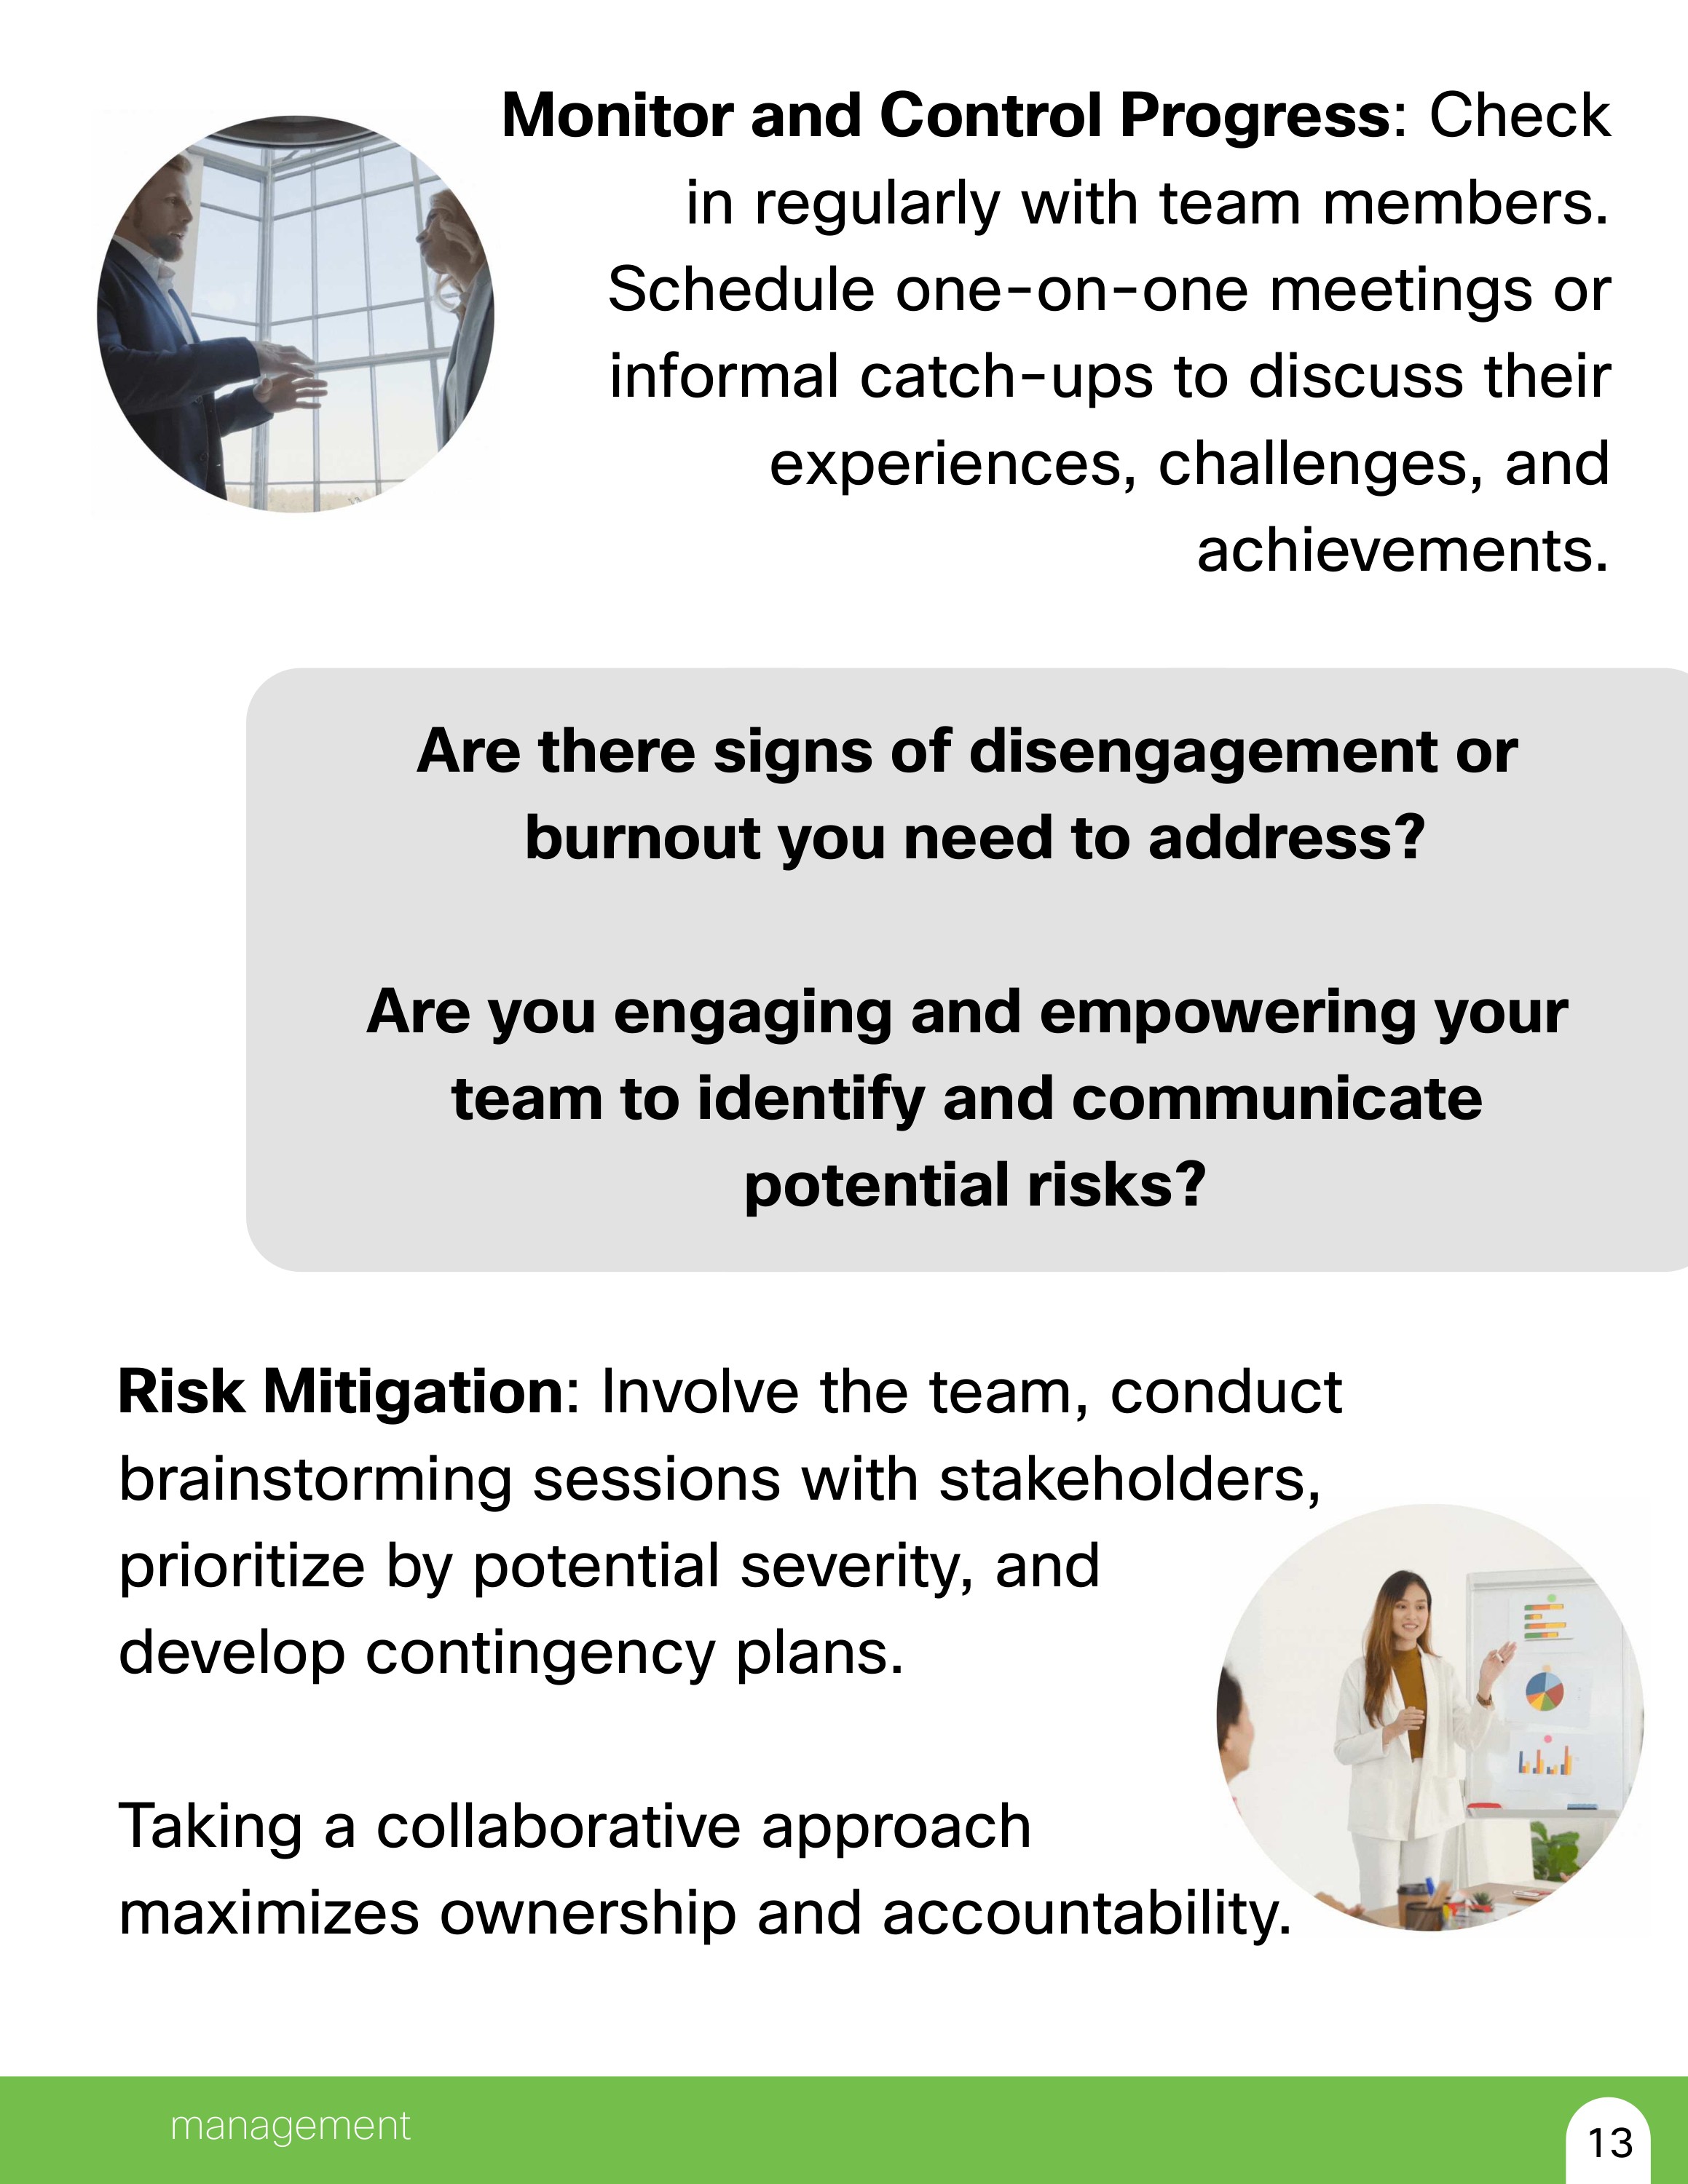 Monitor and Control Progress: Check
in regularly with team members.
Schedule one-on-one meetings or
informal catch-ups to discuss their
experiences, challenges, and
achievements.
Are there signs of disengagement or
burnout you need to address?
Are you engaging and empowering your
team to identify and communicate
potential risks?
Risk Mitigation: Involve the team, conduct
brainstorming sessions with stakeholders,
prioritize by potential severity, and
develop contingency plans.
Taking a collaborative approach
maximizes ownership and accountability.
management
13